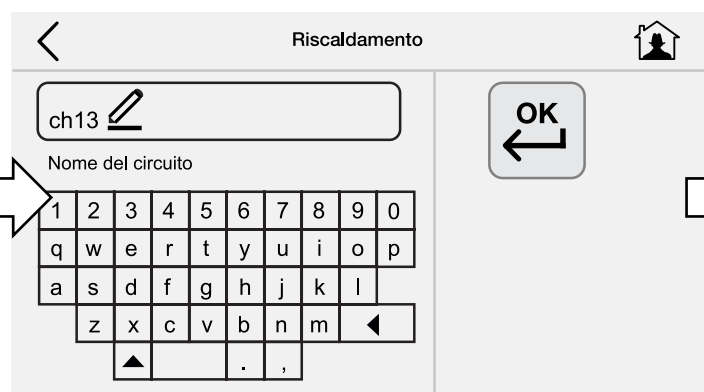 Riscaldamento
ch13
OK
Nome del circuito
1 2 3 4 5 6 7 8 9 0
q w e r t y u i o p
a s d f g h j k l
z x c v b n m
. ,